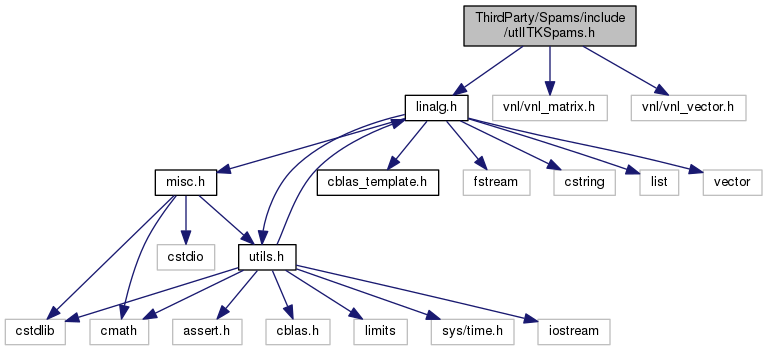 ThirdParty/Spams/include
/utlITKSpams.h
linalg.h
vnl/vnl_matrix.h
vnl/vnl_vector.h
misc.h
cblas_template.h
fstream
cstring
list
vector
cstdio
utils.h
cstdlib
cmath
assert.h
cblas.h
limits
sys/time.h
iostream